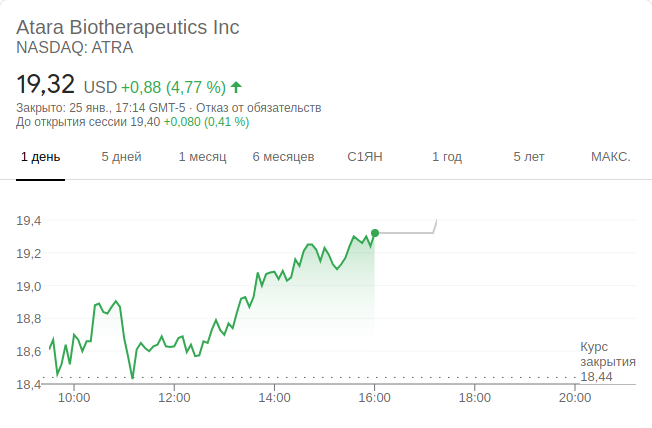 Atara Biotherapeutics Inc
NASDAQ: ATRA
19,32 USD +0,88 (4,77 %)
Закрыто: 25 янв., 17:14 GMT-5 · Отказ от обязательств
До открытия сессии 19,40 +0,080 (0,41 %)
1 день 5 дней 1 месяц 6 месяцев С1ЯН 1 год 5 лет МАКС.
19,4
19,2
19,0
18,8
18,6
18,4
Курс
закрытия
18,44
10:00 12:00 14:00 16:00 18:00 20:00